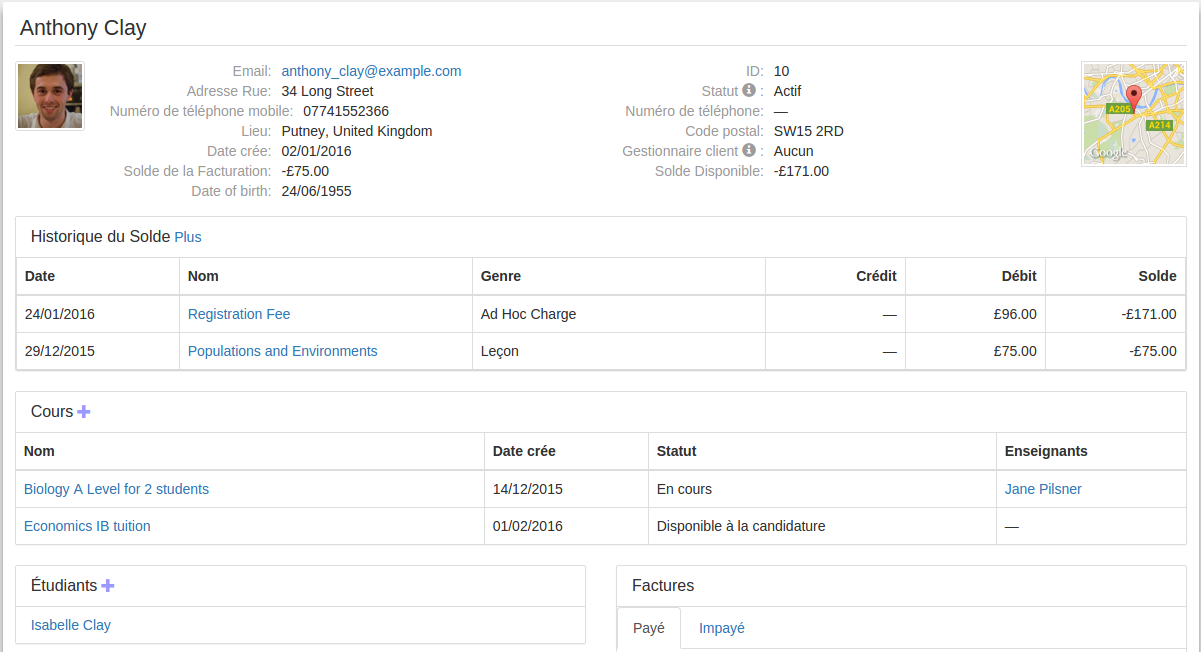 Anthony Clay
Email: anthony_clay@example.com
Adresse Rue: 34 Long Street
Numéro de téléphone mobile: 07741552366
Lieu: Putney, United Kingdom
Date crée: 02/01/2016
Solde de la Facturation: -£75.00
Date of birth: 24/06/1955
ID: 10
Statut : Actif
Numéro de téléphone: —
Code postal: SW15 2RD
Gestionnaire client : Aucun
Solde Disponible: -£171.00
A205
A214
Google
Historique du Solde Plus
Date Nom Genre Crédit Débit Solde
24/01/2016 Registration Fee Ad Hoc Charge — £96.00 -£171.00
29/12/2015 Populations and Environments Leçon — £75.00 -£75.00
Cours
Nom Date crée Statut Enseignants
Biology A Level for 2 students 14/12/2015 En cours Jane Pilsner
Economics IB tuition 01/02/2016 Disponible à la candidature —
Étudiants
Isabelle Clay
Factures
Payé Impayé